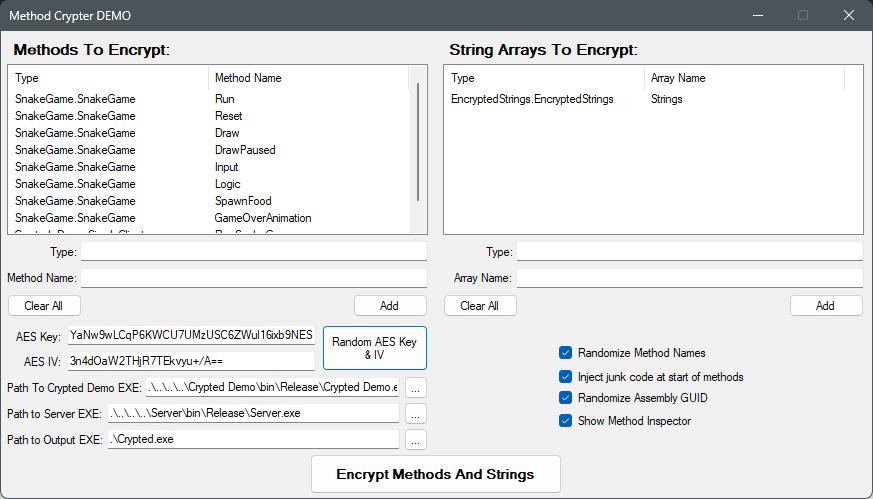 Method Crypter DEMO
Methods To Encrypt:
Type Method Name
SnakeGame.SnakeGame Run
SnakeGame.SnakeGame Reset
SnakeGame.SnakeGame Draw
SnakeGame.SnakeGame DrawPaused
SnakeGame.SnakeGame Input
SnakeGame.SnakeGame Logic
SnakeGame.SnakeGame SpawnFood
SnakeGame.SnakeGame GameOverAnimation
Type:
Method Name:
Clear All Add
String Arrays To Encrypt:
Type Array Name
EncryptedStrings.EncryptedStrings Strings
Type:
Array Name:
Clear All Add
AES Key: YaNw9wLCqP6KWCU7UMzUSC6ZWul16ixb9NES
AES IV: 3n4dOaW2THjR7TEkvyu+/A==
Random AES Key
& IV
Path To Crypted Demo EXE: .\..\..\..\Crypted Demo\bin\Release\Crypted Demo.e ...
Path to Server EXE: .\..\..\..\Server\bin\Release\Server.exe ...
Path to Output EXE: .\Crypted.exe ...
Randomize Method Names
Inject junk code at start of methods
Randomize Assembly GUID
Show Method Inspector
Encrypt Methods And Strings